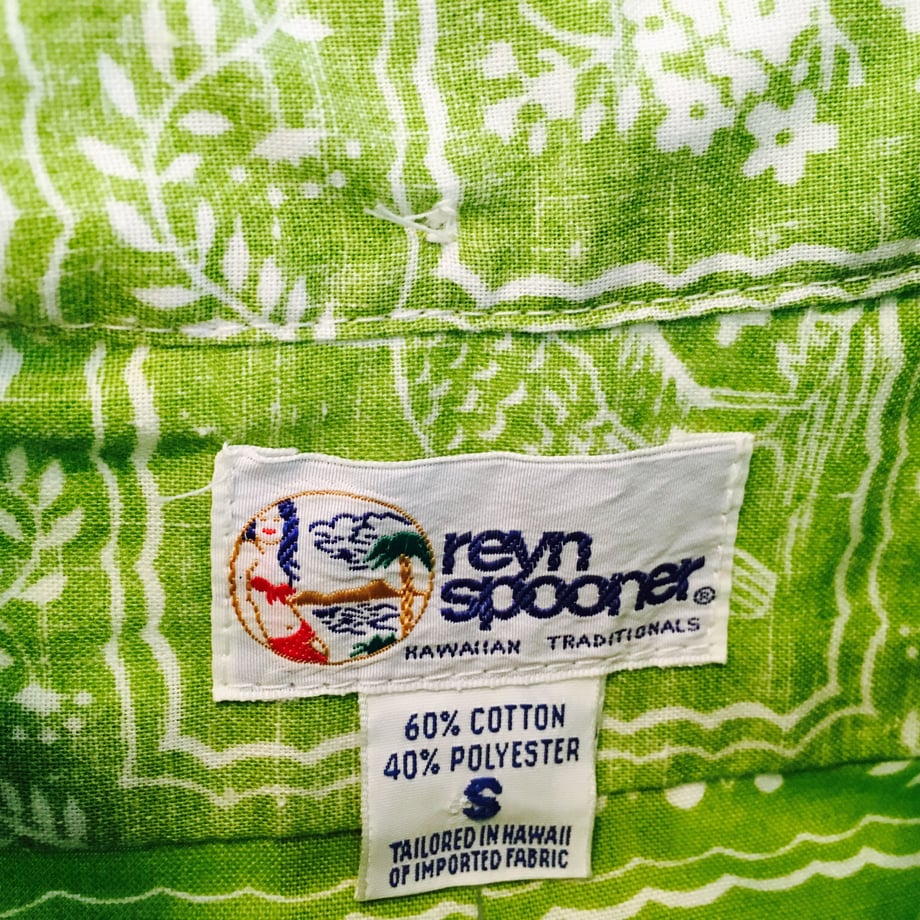 reyn
spooner®
HAWAIIAN TRADITIONALS
60% COTTON
40% POLYESTER
S
TAILORED IN HAWAII
OF IMPORTED FABRIC